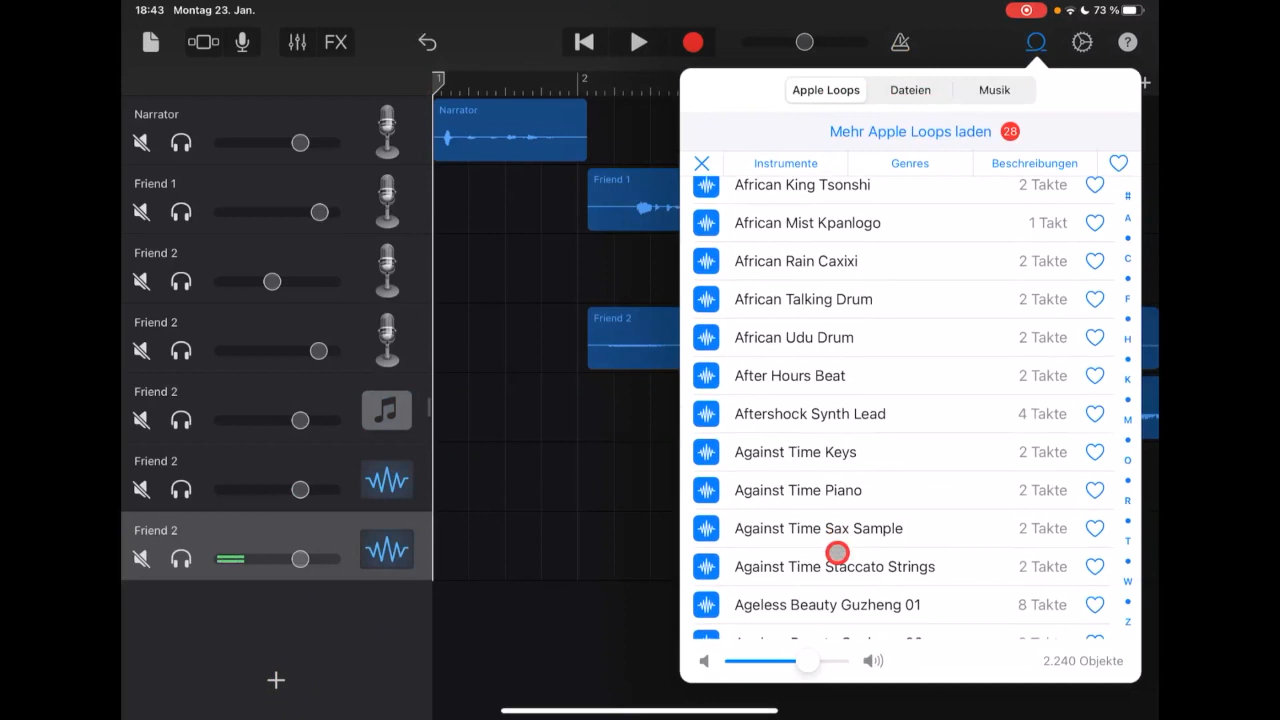 18:43 Montag 23. Jan.
73 %
FX
?
1
2
Apple Loops
Dateien
Musik
Mehr Apple Loops laden 28
Instrumente
Genres
Beschreibungen
Narrator
Friend 1
Friend 2
Friend 2
Friend 2
Friend 2
Friend 2
Narrator
Friend 1
Friend 2
African King Tsonshi 2 Takte
African Mist Kpanlogo 1 Takt
African Rain Caxixi 2 Takte
African Talking Drum 2 Takte
African Udu Drum 2 Takte
After Hours Beat 2 Takte
Aftershock Synth Lead 4 Takte
Against Time Keys 2 Takte
Against Time Piano 2 Takte
Against Time Sax Sample 2 Takte
Against Time Staccato Strings 2 Takte
Ageless Beauty Guzheng 01 8 Takte
#
A
C
F
H
K
M
O
R
T
W
Z
2.240 Objekte